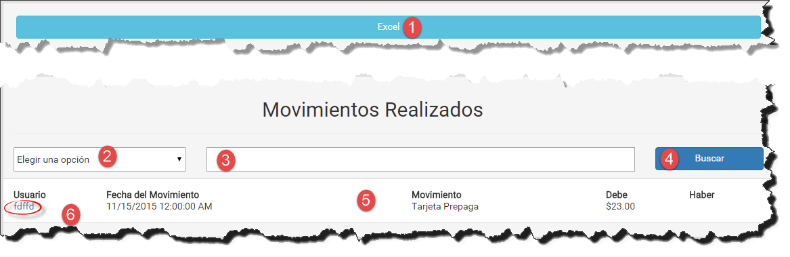 Excel 1
Movimientos Realizados
Elegir una opción 2 3 4 Buscar
Usuario Fecha del Movimiento Movimiento Debe Haber
fdffd 11/15/2015 12:00:00 AM 5 Tarjeta Prepaga $23.00
6